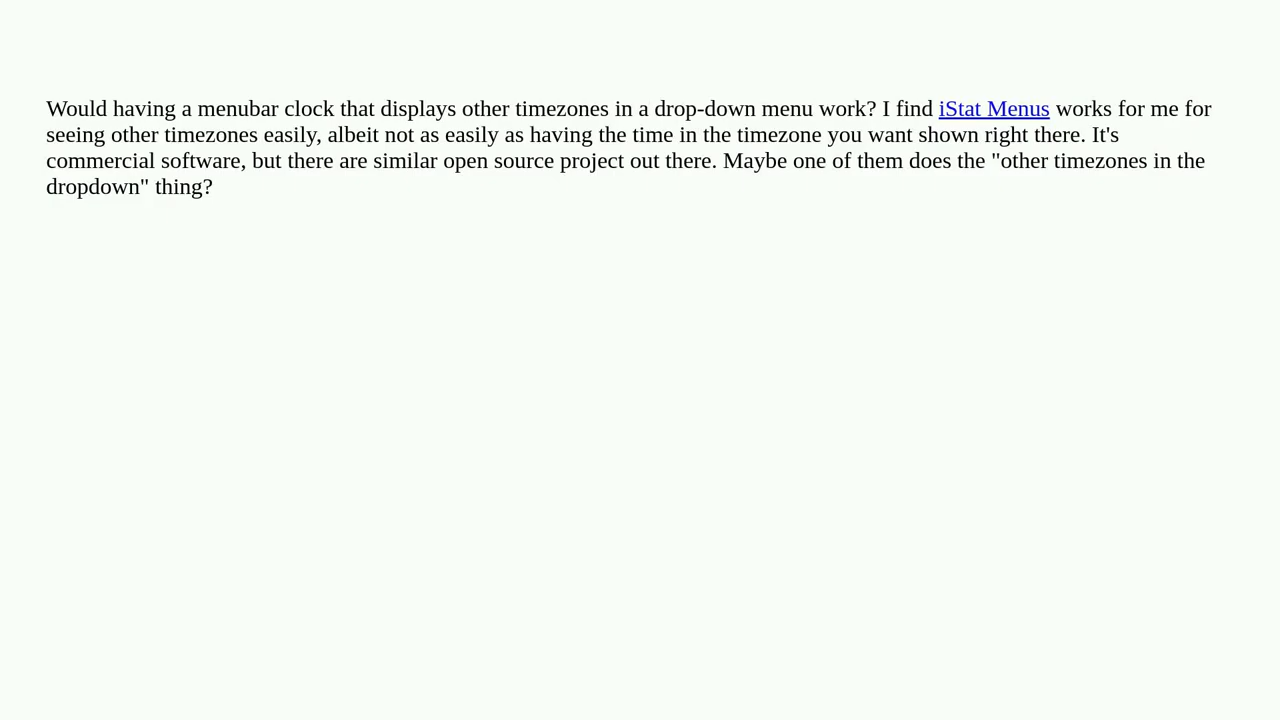 Would having a menubar clock that displays other timezones in a drop-down menu work? I find iStat Menus works for me for
seeing other timezones easily, albeit not as easily as having the time in the timezone you want shown right there. It's
commercial software, but there are similar open source project out there. Maybe one of them does the "other timezones in the
dropdown" thing?